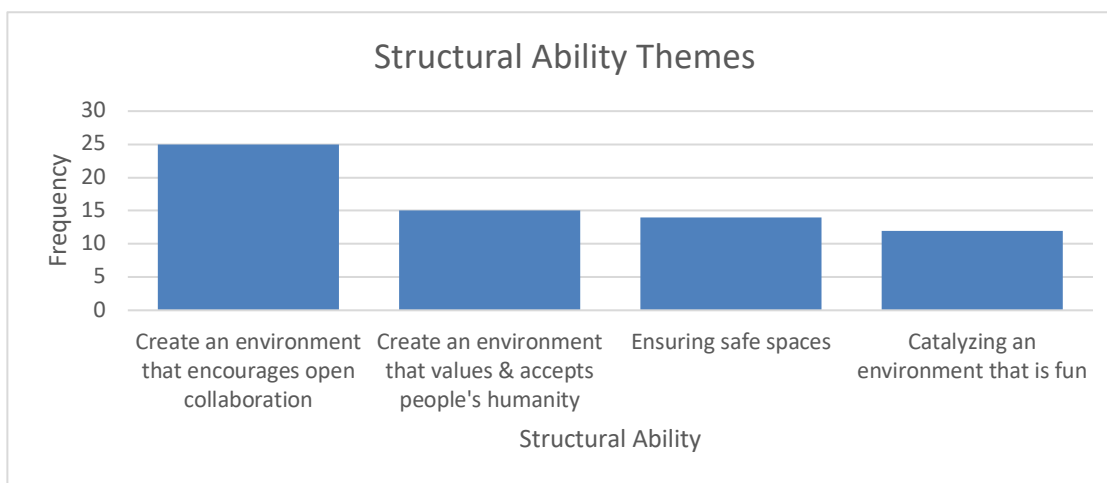 Structural Ability Themes
30
25
20
15
10
5
0
Frequency
Create an environment
that encourages open
collaboration
Create an environment
that values & accepts
people's humanity
Ensuring safe spaces
Catalyzing an
environment that is fun
Structural Ability